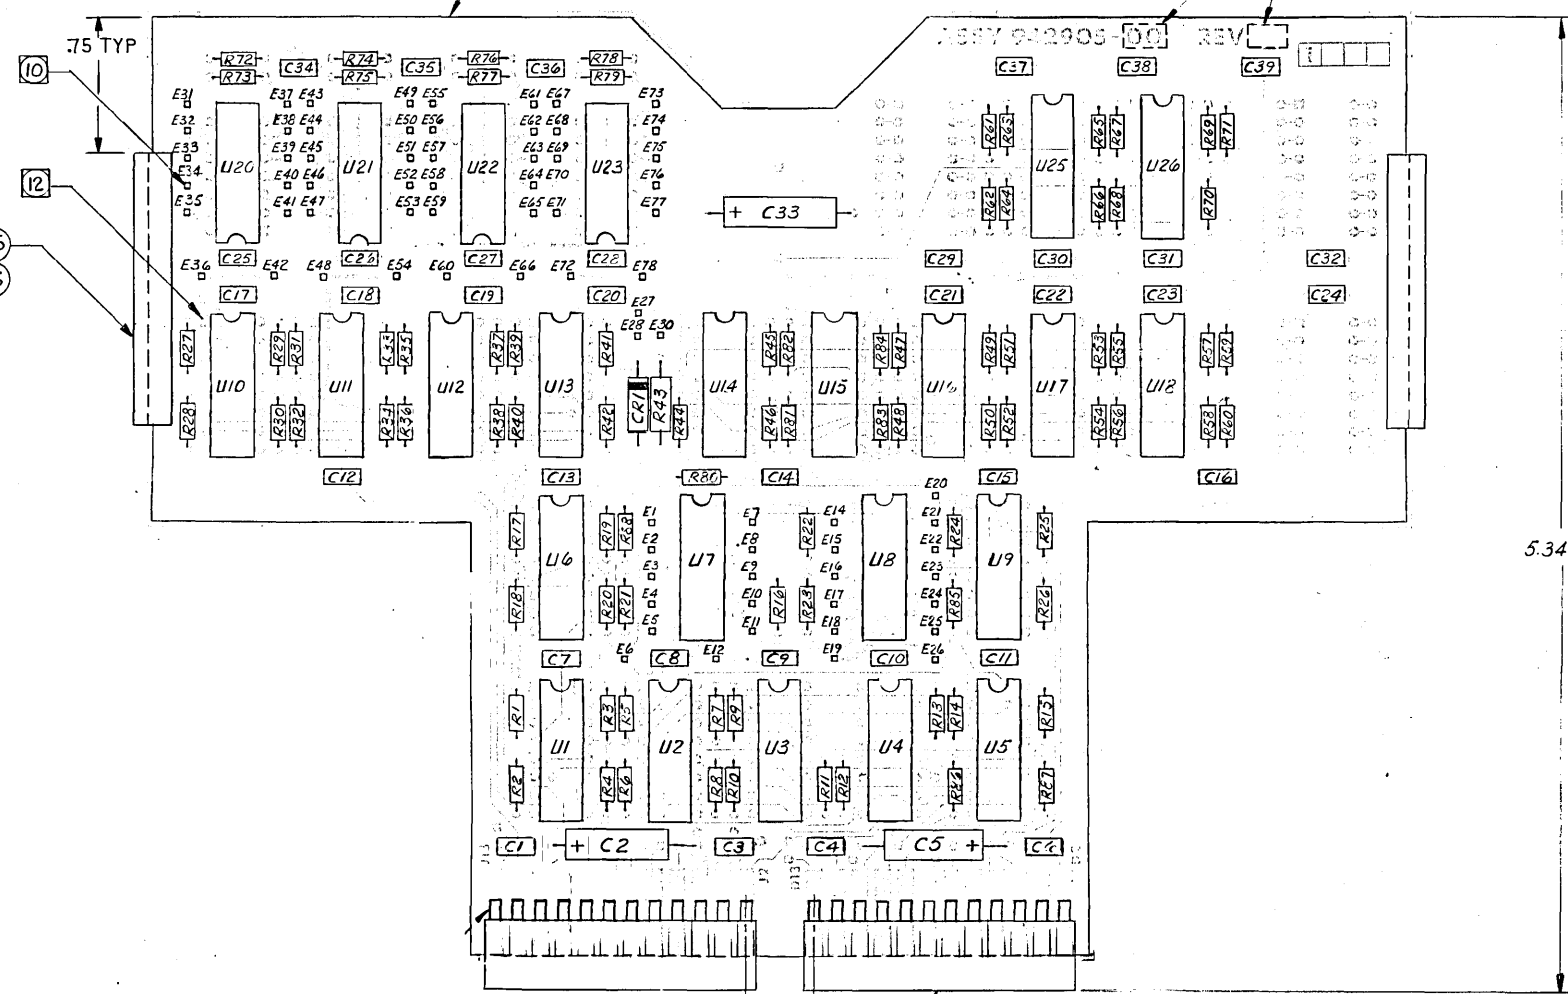 ASSY 942905-DO REV
.75 TYP
R72 C34 R74 C35 R76 C36 R78 C37 C38 C39
R73 R75 R77 R79
10
E31 E37 E43 E49 E55 E61 E67 E73
E32 E38 E44 E50 E56 E62 E68 E74
E33 E39 E45 E51 E57 E63 E69 E75
E34 E40 E46 E52 E58 E64 E70 E76
E35 E41 E47 E53 E59 E65 E71 E77
U20 U21 U22 U23 U25 U26
R61 R63 R65 R67 R69 R71
R62 R64 R66 R68 R70
12
+ C33
C25 C26 C27 C28 C29 C30 C31 C32
E36 E42 E48 E54 E60 E66 E72 E78
C17 C18 C19 C20 C21 C22 C23 C24
E27
E28 E30
R27 R29 R31 R33 R35 R37 R39 R41 R45 R82 R84 R47 R49 R51 R53 R55 R57 R59
U10 U11 U12 U13 CR1 R43 U14 U15 U16 U17 U18
R28 R30 R32 R34 R36 R38 R40 R42 R44 R46 R81 R83 R48 R50 R52 R54 R56 R58 R60
C12 C13 R80 C14 C15 C16
E20
E1 E7 E14 E21
R17 R19 R22 R24 R25
E2 E8 E15 E22
5.34
U6 U7 U8 U9
E3 E9 E16 E23
E4 E10 E17 E24
R18 R20 R21 R16 R23 R85 R26
E5 E11 E18 E25
E6 E12 E19 E26
C7 C8 C9 C10 C11
R1 R3 R5 R7 R9 R13 R14 R15
U1 U2 U3 U4 U5
R2 R4 R6 R8 R10 R11 R12 R86 R87
C1 + C2 C3 C4 C5 + C6
J2